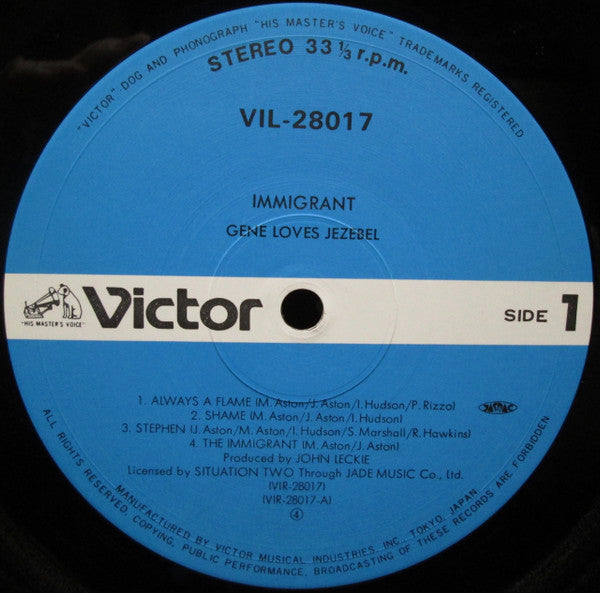 "VICTOR" DOG AND PHONOGRAPH "HIS MASTER'S VOICE" TRADEMARKS REGISTERED
STEREO 33 1/3 r.p.m.
VIL-28017
IMMIGRANT
GENE LOVES JEZEBEL
"HIS MASTER'S VOICE"
Victor
SIDE 1
1. ALWAYS A FLAME (M. Aston/J. Aston/I. Hudson/P. Rizzo)
2. SHAME (M. Aston/J. Aston/I. Hudson)
3. STEPHEN (J. Aston/M. Aston/I. Hudson/S. Marshall/R. Hawkins)
4. THE IMMIGRANT (M. Aston/J. Aston)
Produced by JOHN LECKIE
Licensed by SITUATION TWO Through JADE MUSIC Co., Ltd.
(VIR-28017)
(VIR-28017-A)
④
JASRAC
ALL RIGHTS RESERVED, COPYING, PUBLIC PERFORMANCE, BROADCASTING OF THESE RECORDS ARE FORBIDDEN
MANUFACTURED BY VICTOR MUSICAL INDUSTRIES, INC., TOKYO, JAPAN